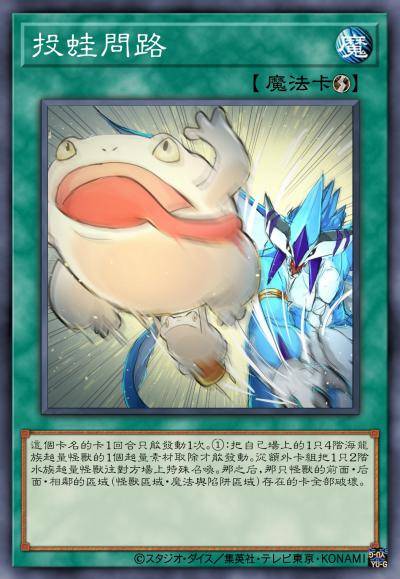 投蛙問路
魔
【魔法卡】
這個卡名的卡1回合只能發動1次。①:把自己場上的1只4階海龍
族超量怪獸的1個超量素材取除才能發動。從額外卡組把1只2階
水族超量怪獸往對方場上特殊召喚。那之后,那只怪獸的前面·后
面·相鄰的區域(怪獸區域·魔法與陷阱區域)存在的卡全部破壞。
©スタジオ・ダイス/集英社・テレビ東京・KONAMI